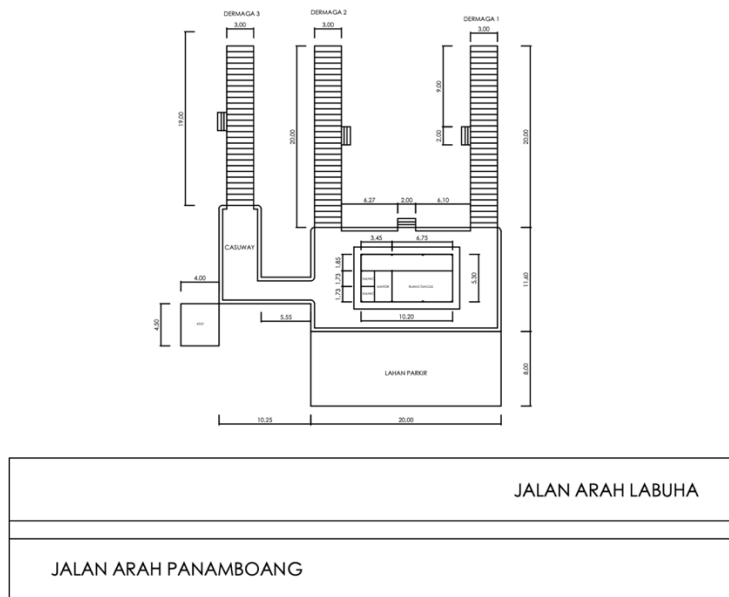 DERMAGA 3
DERMAGA 2
DERMAGA 1
3,00
3,00
3,00
19,00
20,00
9,00
2,00
20,00
6,27
2,00
6,10
CASUWAY
3,45
6,75
1,85
1,73
1,73
5,30
KANTOR
RUANG TUNGGU
10,20
11,60
4,00
4,50
5,55
LAHAN PARKIR
8,00
10,25
20,00
JALAN ARAH LABUHA
JALAN ARAH PANAMBOANG